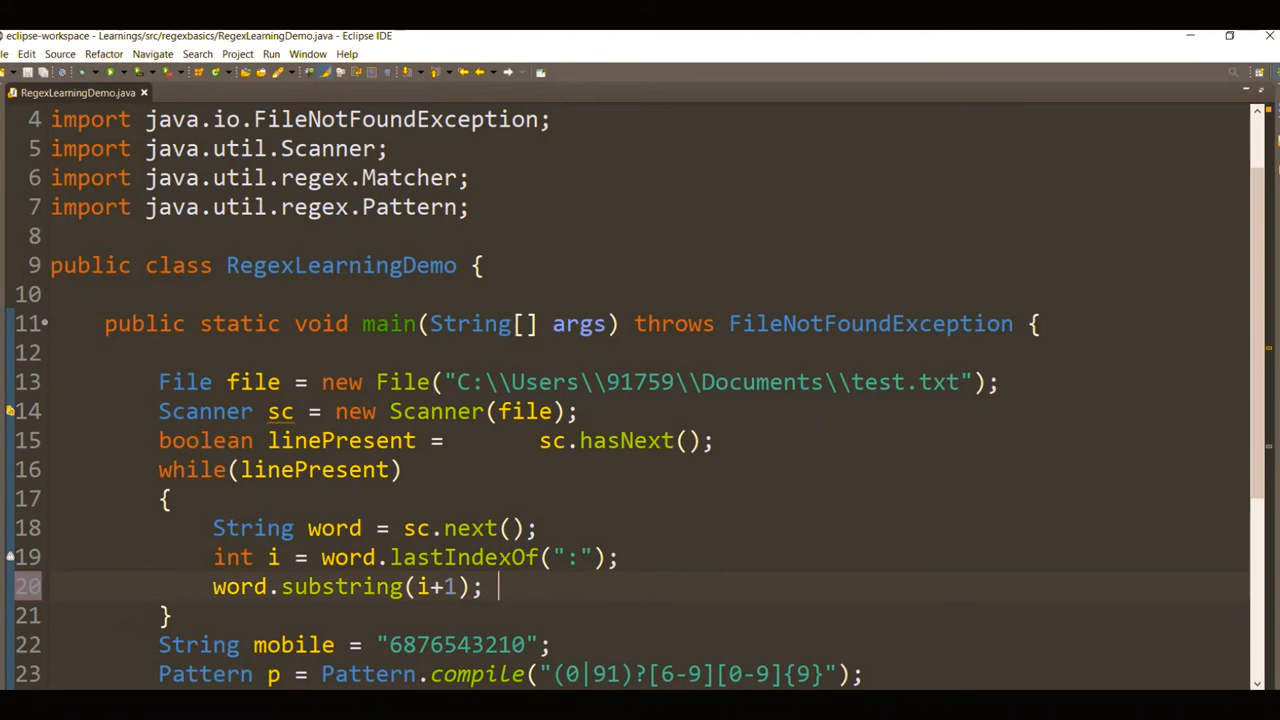 eclipse-workspace - Learnings/src/regexbasics/RegexLearningDemo.java - Eclipse IDE
Edit Source Refactor Navigate Search Project Run Window Help
RegexLearningDemo.java
4 import java.io.FileNotFoundException;
5 import java.util.Scanner;
6 import java.util.regex.Matcher;
7 import java.util.regex.Pattern;
8
9 public class RegexLearningDemo {
10
11 public static void main(String[] args) throws FileNotFoundException {
12
13 File file = new File("C:\\Users\\91759\\Documents\\test.txt");
14 Scanner sc = new Scanner(file);
15 boolean linePresent = sc.hasNext();
16 while(linePresent)
17 {
18 String word = sc.next();
19 int i = word.lastIndexOf(":");
20 word.substring(i+1);
21 }
22 String mobile = "6876543210";
23 Pattern p = Pattern.compile("(0|91)?[6-9][0-9]{9}");